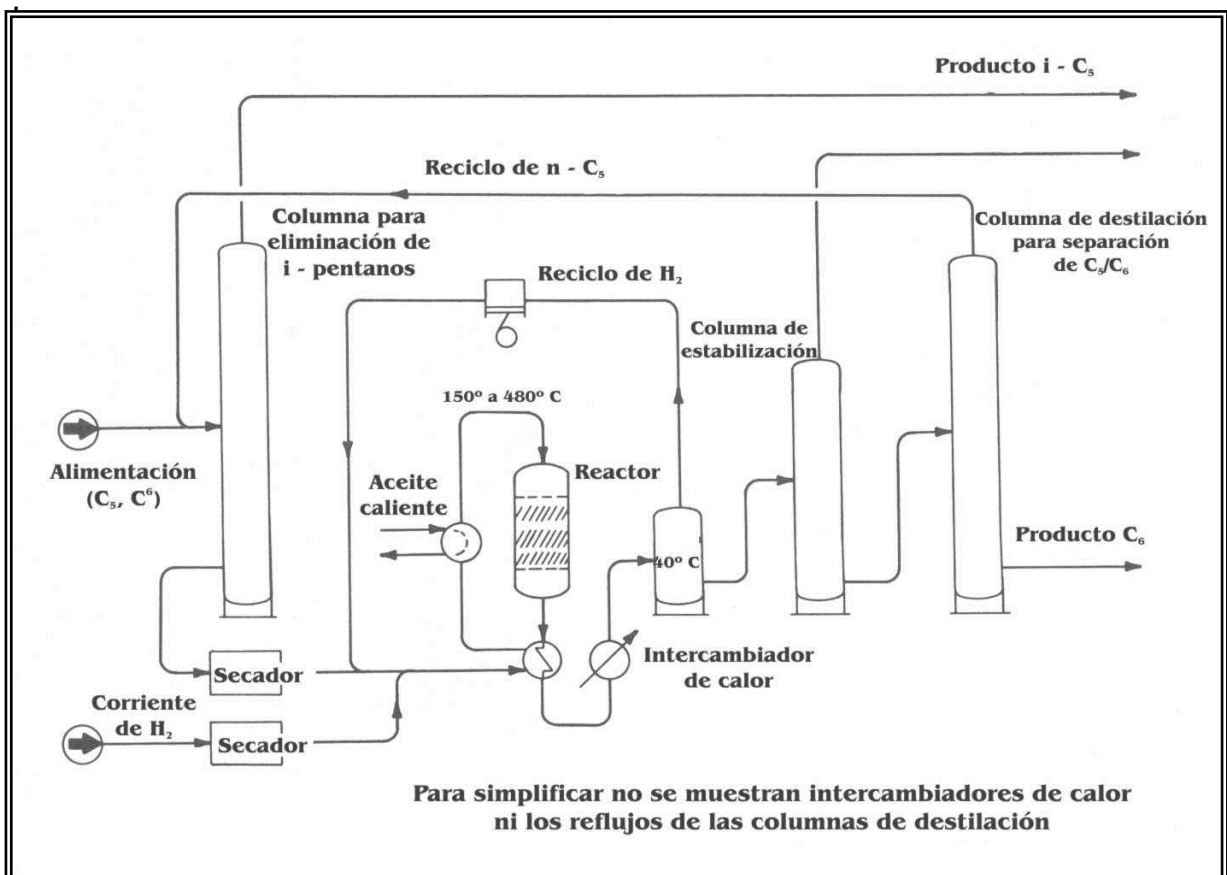 Producto i - C₅
Reciclo de n - C₅
Columna para
eliminación de
i - pentanos
Columna de destilación
para separación
de C₅/C₆
Reciclo de H₂
Columna de
estabilización
150º a 480º C
Alimentación
(C₅, C⁶)
Aceite
caliente
Reactor
40º C
Producto C₆
Intercambiador
de calor
Secador
Corriente
de H₂
Secador
Para simplificar no se muestran intercambiadores de calor
ni los reflujos de las columnas de destilación